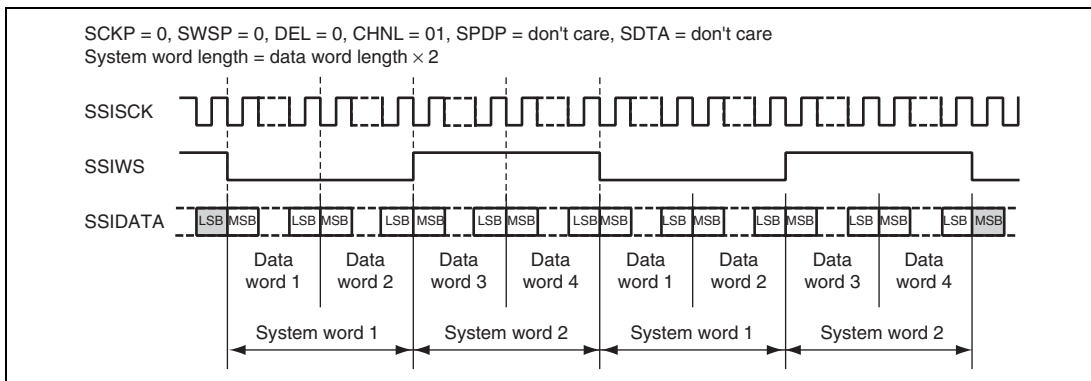 SCKP = 0, SWSP = 0, DEL = 0, CHNL = 01, SPDP = don't care, SDTA = don't care
System word length = data word length × 2
SSISCK
SSIWS
SSIDATA
LSB MSB LSB MSB LSB MSB LSB MSB LSB MSB LSB MSB LSB MSB LSB MSB LSB MSB
Data word 1 Data word 2 Data word 3 Data word 4 Data word 1 Data word 2 Data word 3 Data word 4
System word 1 System word 2 System word 1 System word 2